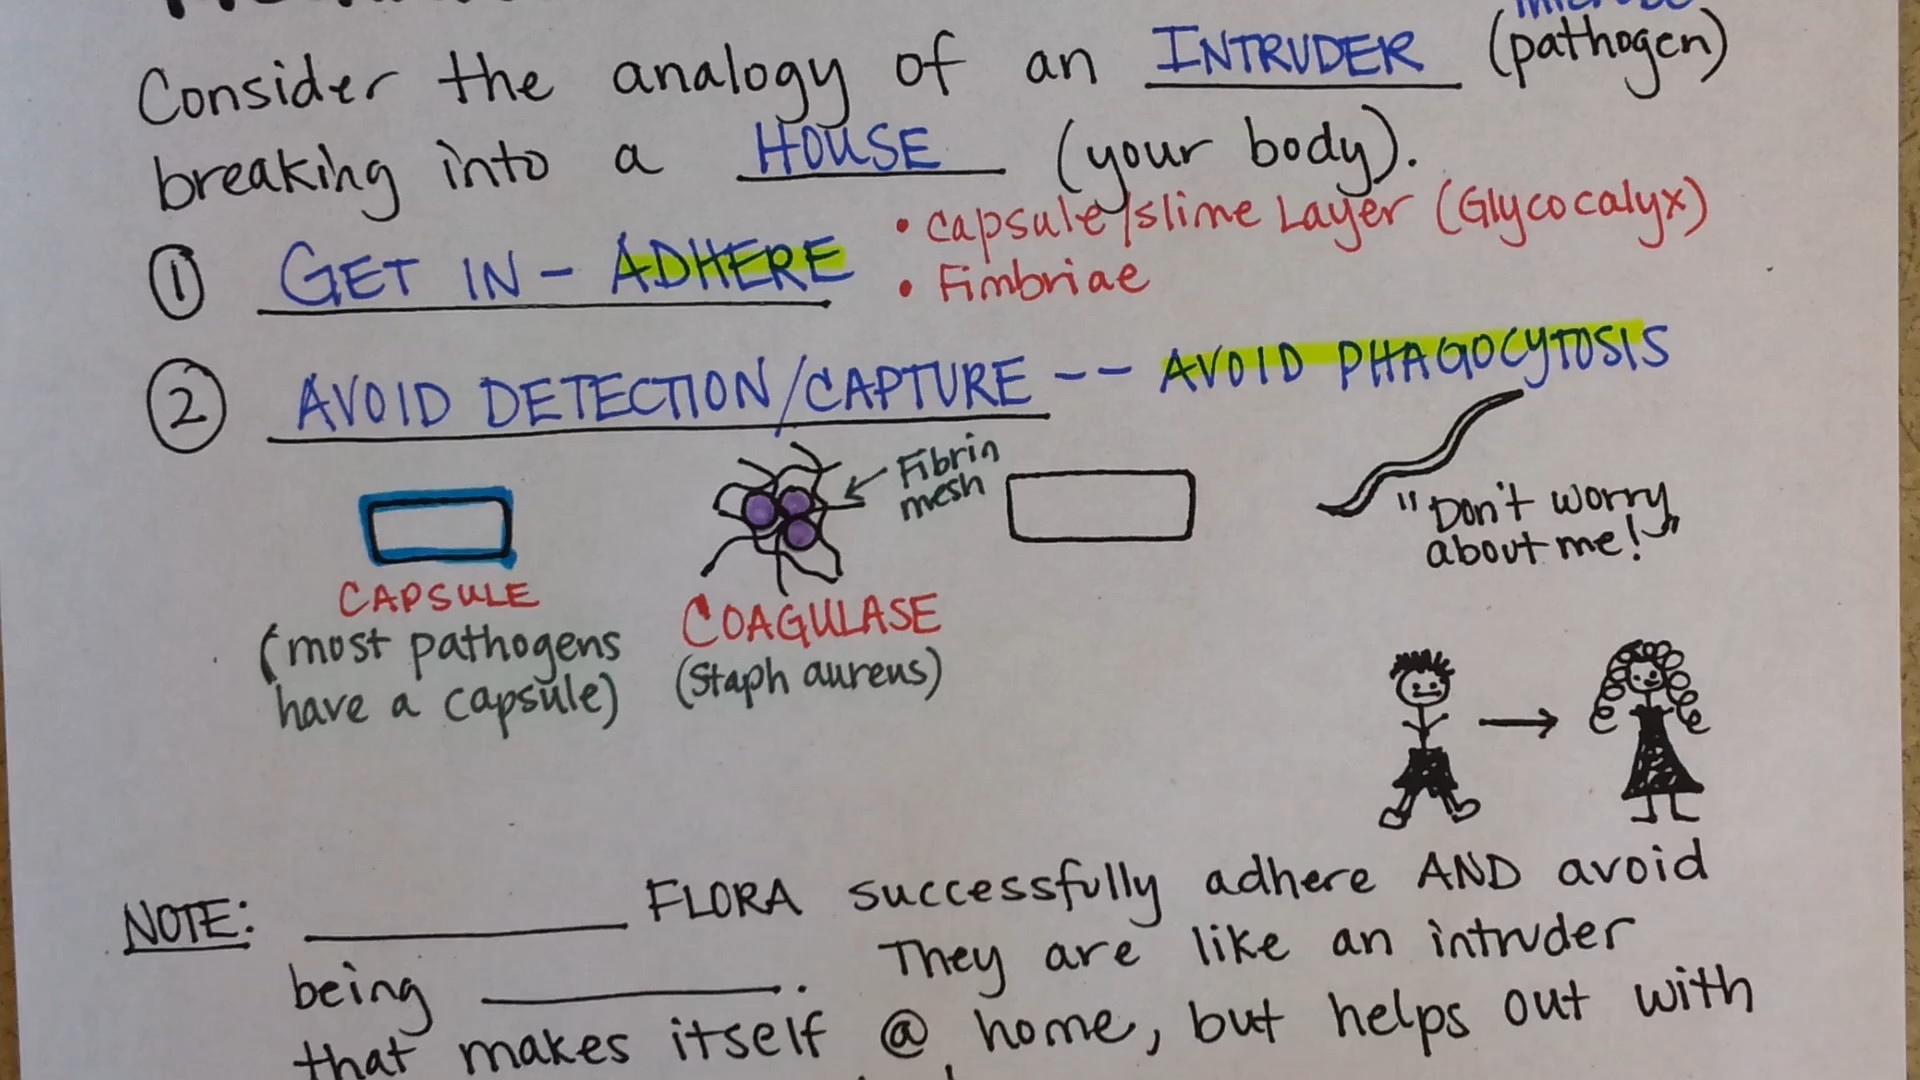 Consider the analogy of an INTRUDER (pathogen)
breaking into a HOUSE (your body).
① GET IN - ADHERE
• capsule/slime Layer (Glycocalyx)
• Fimbriae
② AVOID DETECTION/CAPTURE -- AVOID PHAGOCYTOSIS
Fibrin
mesh
"Don't worry
about me!"
CAPSULE
(most pathogens
have a capsule)
COAGULASE
(Staph aureus)
NOTE: FLORA successfully adhere AND avoid
being . They are like an intruder
that makes itself @ home, but helps out with